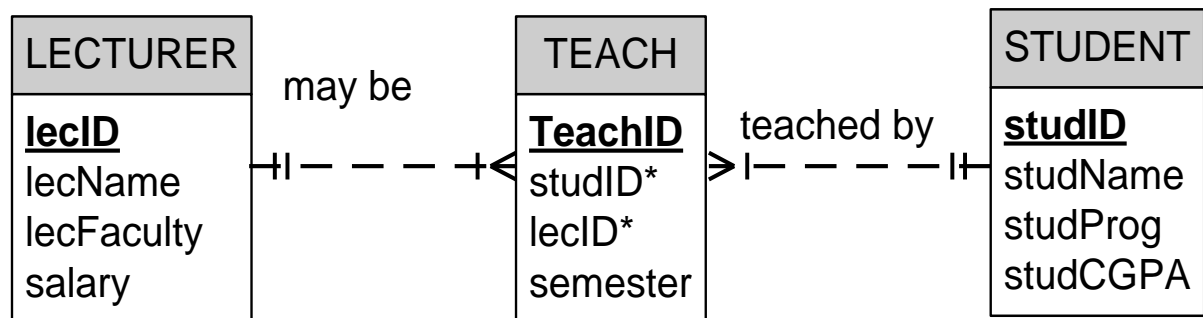 LECTURER
lecID
lecName
lecFaculty
salary
may be
TEACH
TeachID
studID*
lecID*
semester
teached by
STUDENT
studID
studName
studProg
studCGPA